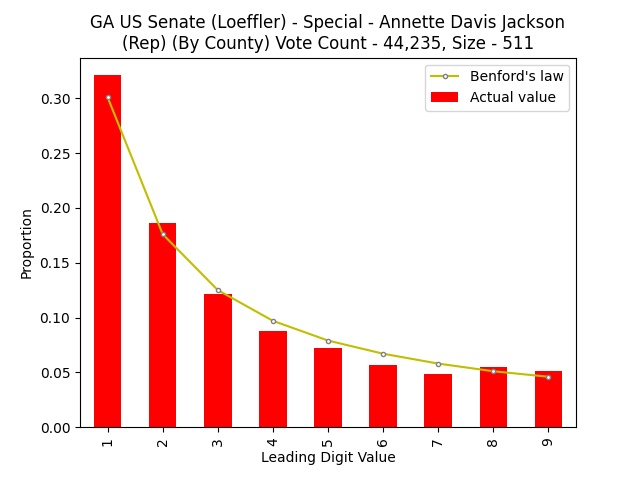 GA US Senate (Loeffler) - Special - Annette Davis Jackson
(Rep) (By County) Vote Count - 44,235, Size - 511
Benford's law
Actual value
0.30
0.25
0.20
0.15
0.10
0.05
0.00
Proportion
1 2 3 4 5 6 7 8 9
Leading Digit Value